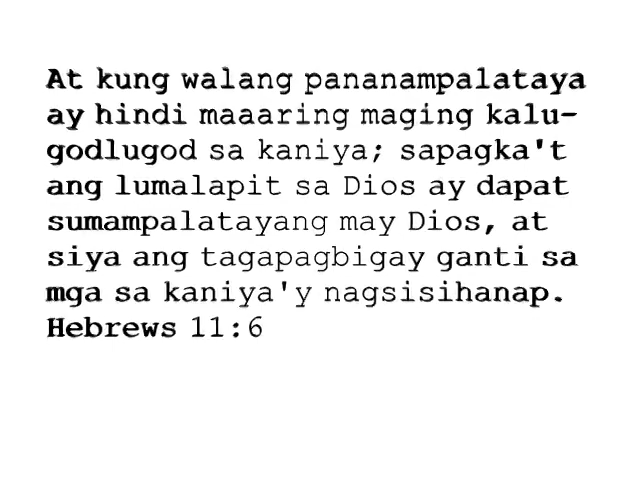 At kung walang pananampalataya
ay hindi maaaring maging kalu-
godlugod sa kaniya; sapagka't
ang lumalapit sa Dios ay dapat
sumampalatayang may Dios, at
siya ang tagapagbigay ganti sa
mga sa kaniya'y nagsisihanap.
Hebrews 11:6